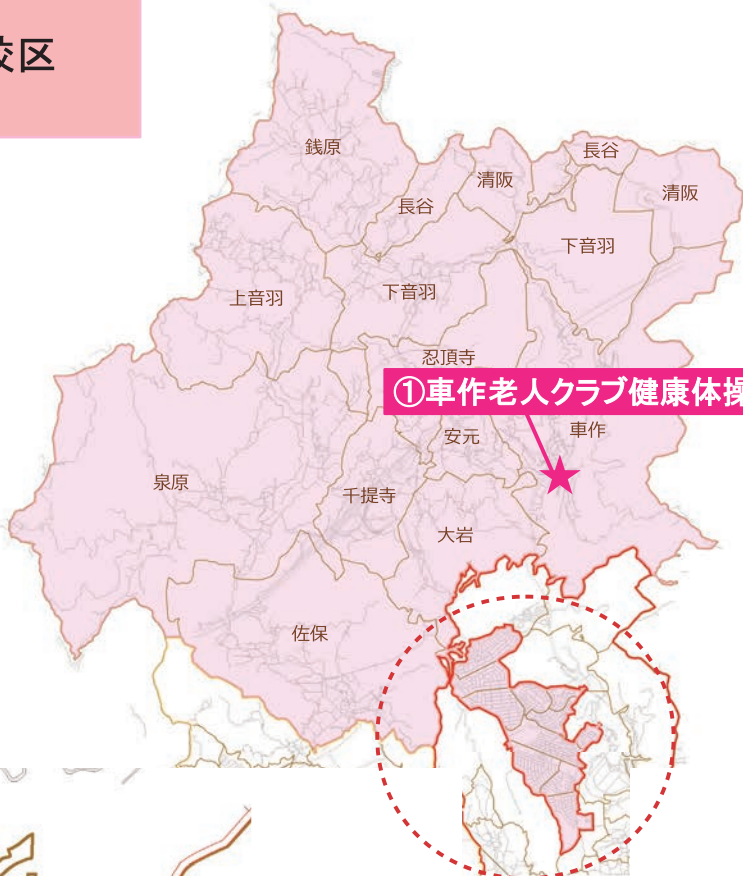 校区
銭原
長谷
清阪
長谷
清阪
下音羽
上音羽
下音羽
忍頂寺
①車作老人クラブ健康体操
安元
車作
泉原
千提寺
大岩
佐保